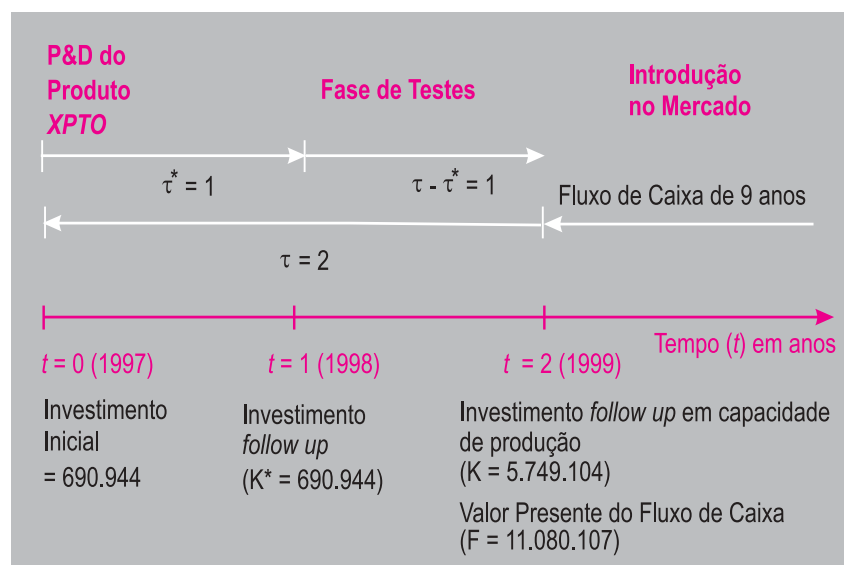 P&D do
Produto
XPTO
Fase de Testes
Introdução
no Mercado
τ* = 1
τ - τ* = 1
Fluxo de Caixa de 9 anos
τ = 2
Tempo (t) em anos
t = 0 (1997)
t = 1 (1998)
t = 2 (1999)
Investimento
Inicial
= 690.944
Investimento
follow up
(K* = 690.944)
Investimento follow up em capacidade
de produção
(K = 5.749.104)
Valor Presente do Fluxo de Caixa
(F = 11.080.107)